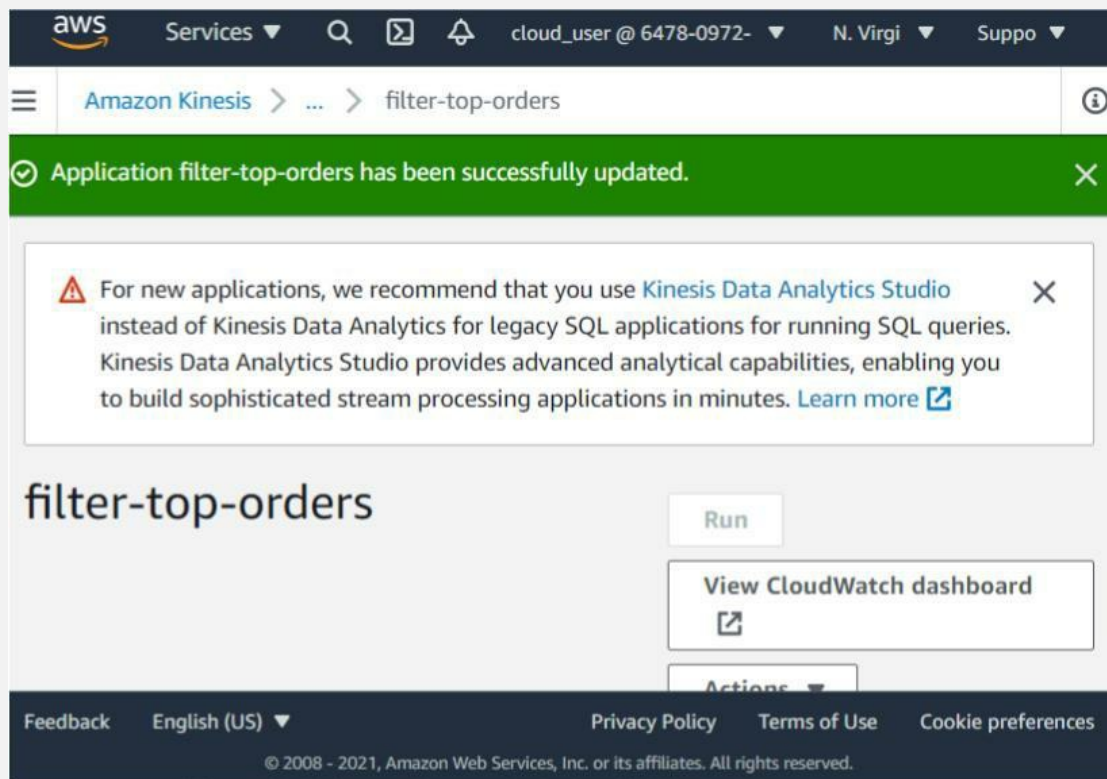 aws Services cloud_user @ 6478-0972- N. Virgi Suppo
Amazon Kinesis > ... > filter-top-orders
Application filter-top-orders has been successfully updated.
For new applications, we recommend that you use Kinesis Data Analytics Studio
instead of Kinesis Data Analytics for legacy SQL applications for running SQL queries.
Kinesis Data Analytics Studio provides advanced analytical capabilities, enabling you
to build sophisticated stream processing applications in minutes. Learn more
filter-top-orders
Run
View CloudWatch dashboard
Actions
Feedback English (US) Privacy Policy Terms of Use Cookie preferences
© 2008 - 2021, Amazon Web Services, Inc. or its affiliates. All rights reserved.